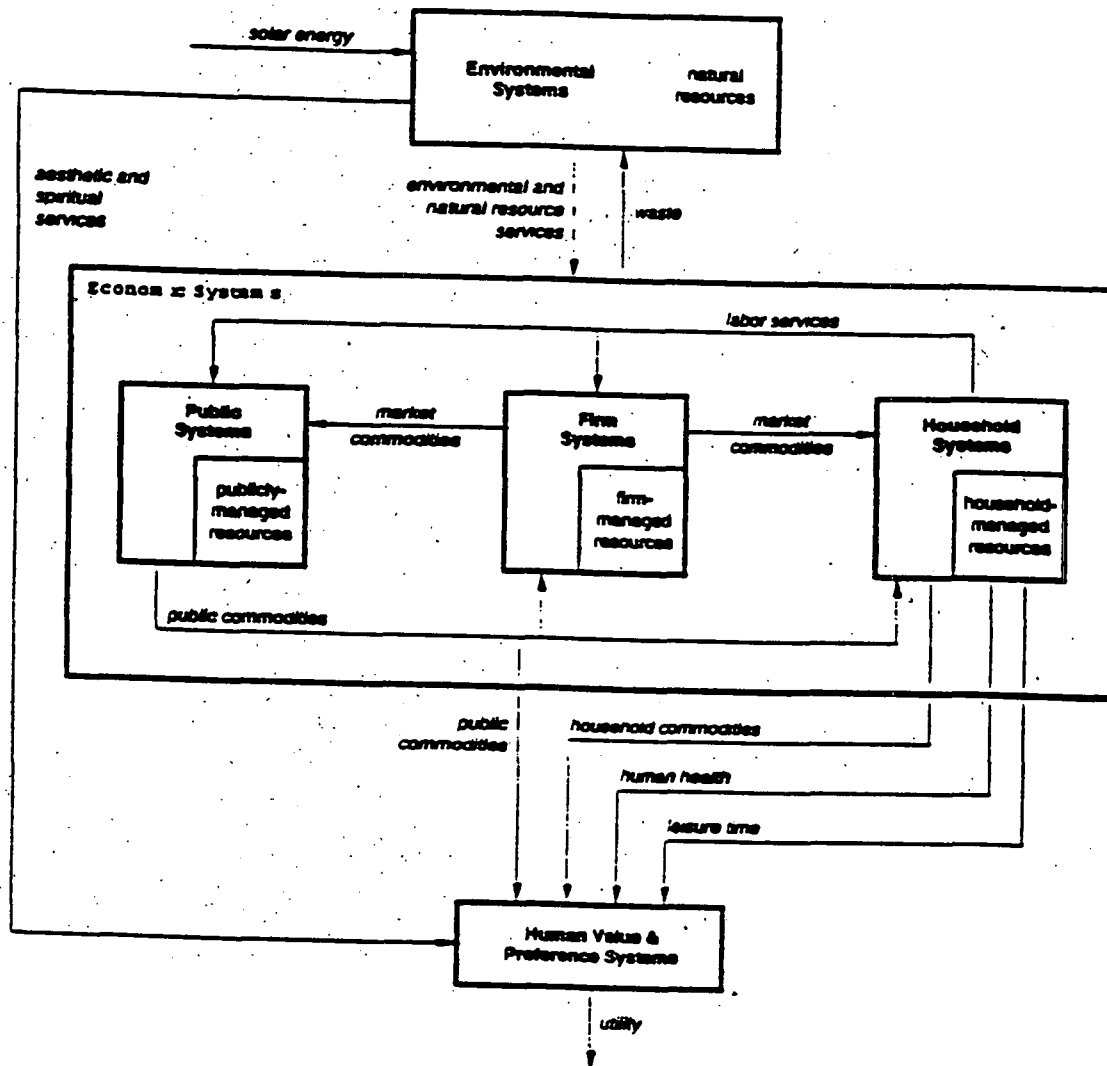 solar energy
Environmental
Systems
natural
resources
aesthetic and
spiritual
services
environmental and
natural resource
services
waste
Economic Systems
labor services
Public
Systems
publicly-
managed
resources
market
commodities
Firm
Systems
firm-
managed
resources
market
commodities
Household
Systems
household-
managed
resources
public commodities
public
commodities
household commodities
human health
leisure time
Human Value &
Preference Systems
utility